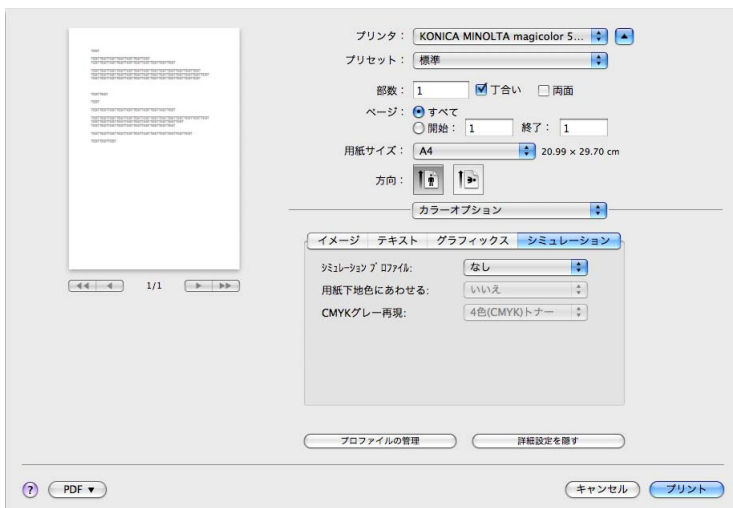 プリンタ： KONICA MINOLTA magicolor 5...
プリセット： 標準
部数： 1 丁合い 両面
ページ： すべて
開始： 1 終了： 1
用紙サイズ： A4 20.99 × 29.70 cm
方向：
カラーオプション
イメージ テキスト グラフィックス シミュレーション
シミュレーション プロファイル: なし
用紙下地色にあわせる: いいえ
CMYKグレー再現: 4色(CMYK)トナー
1/1
プロファイルの管理 詳細設定を隠す
? PDF ▼ キャンセル プリント